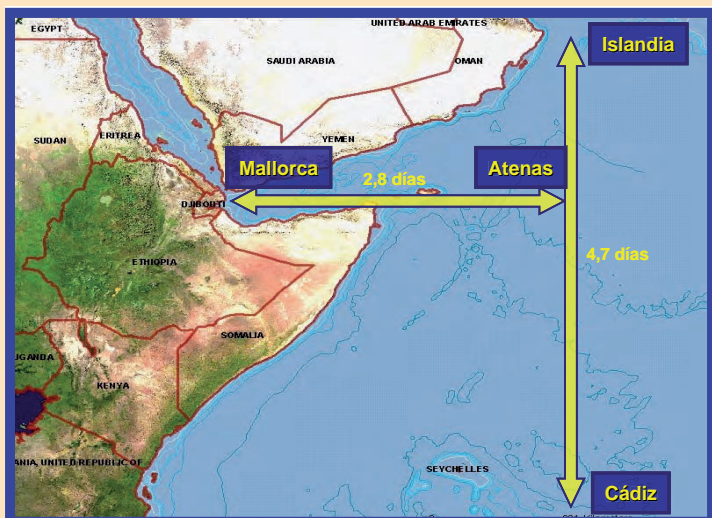 UNITED ARAB EMIRATES
EGYPT
Islandia
SAUDI ARABIA
OMAN
SUDAN
ERITREA
YEMEN
Mallorca
Atenas
2,8 días
DJIBOUTI
4,7 días
ETHIOPIA
SOMALIA
UGANDA
KENYA
ANIA, UNITED REPUBLIC OF
SEYCHELLES
Cádiz